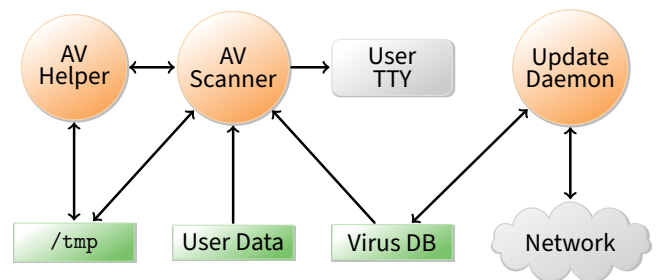 AV
Helper
AV
Scanner
User
TTY
Update
Daemon
/tmp
User Data
Virus DB
Network